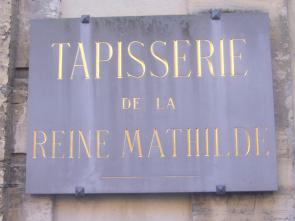 TAPISSERIE
DE LA
REINE MATHILDE